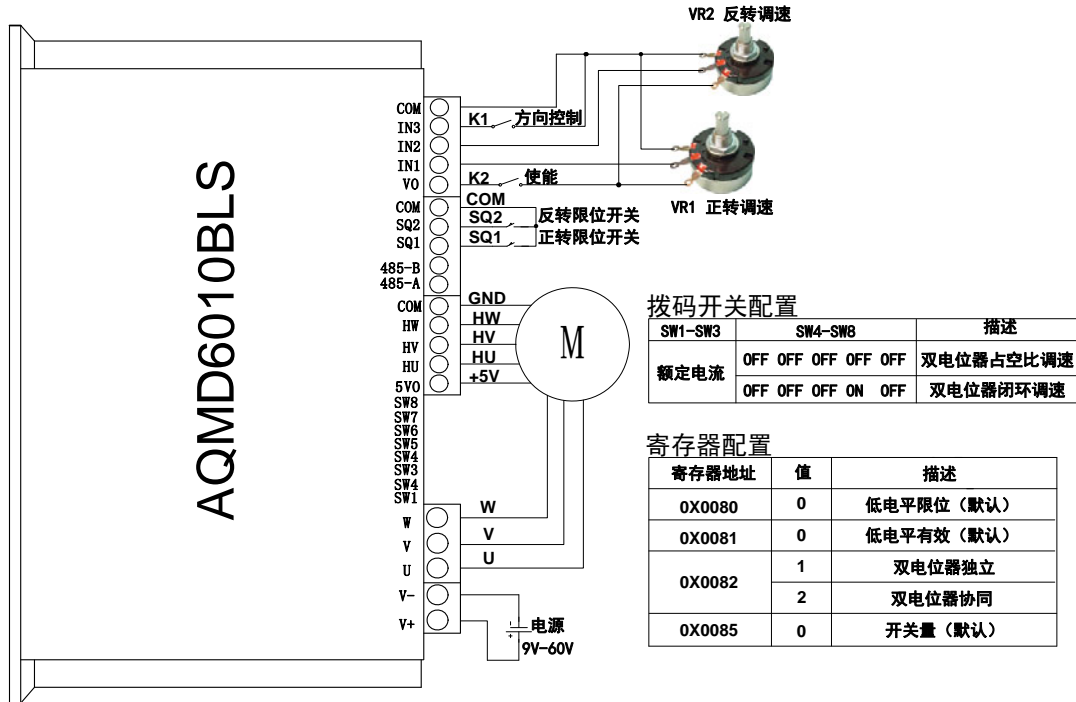 VR2 反转调速
COM
IN3
K1
方向控制
IN2
IN1
VO
K2
使能
VR1 正转调速
COM
COM
SQ2
SQ2
反转限位开关
SQ1
SQ1
正转限位开关
485-B
485-A
AQMD6010BLS
COM
GND
HW
HW
HV
HV
HU
HU
5VO
+5V
M
SW8
SW7
SW6
SW5
SW4
SW3
SW4
SW1
W
W
V
V
U
U
V-
V+
电源
9V-60V
拨码开关配置
SW1-SW3 SW4-SW8 描述
额定电流
OFF OFF OFF OFF OFF 双电位器占空比调速
OFF OFF OFF ON OFF 双电位器闭环调速
寄存器配置
寄存器地址 值 描述
0X0080 0 低电平限位（默认）
0X0081 0 低电平有效（默认）
0X0082
1 双电位器独立
2 双电位器协同
0X0085 0 开关量（默认）